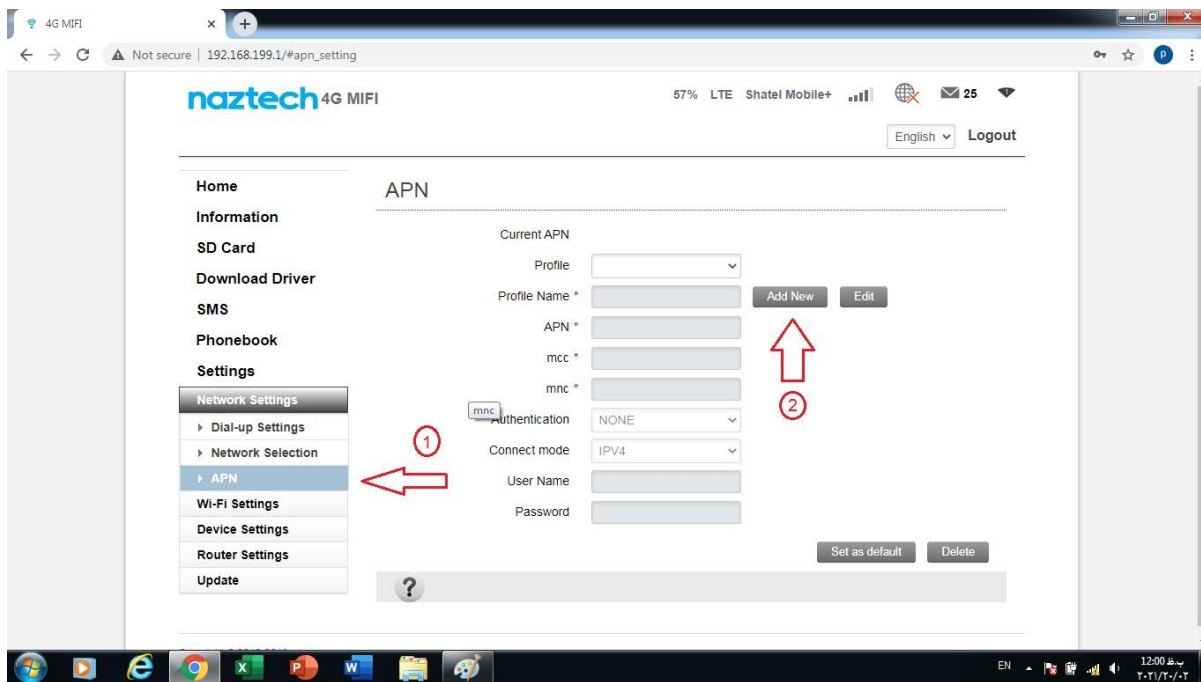 4G MIFI
Not secure | 192.168.199.1/#apn_setting
P
naztech 4G MIFI
57% LTE Shatel Mobile+ 25
English Logout
Home
Information
SD Card
Download Driver
SMS
Phonebook
Settings
Network Settings
Dial-up Settings
Network Selection
APN
Wi-Fi Settings
Device Settings
Router Settings
Update
APN
Current APN
Profile
Profile Name * Add New Edit
APN *
mcc *
mnc *
mnc
Authentication NONE
Connect mode IPV4
User Name
Password
1
2
Set as default Delete
?
EN
12:00 ب.ظ
۲۰۲۱/۲۰/۰۲